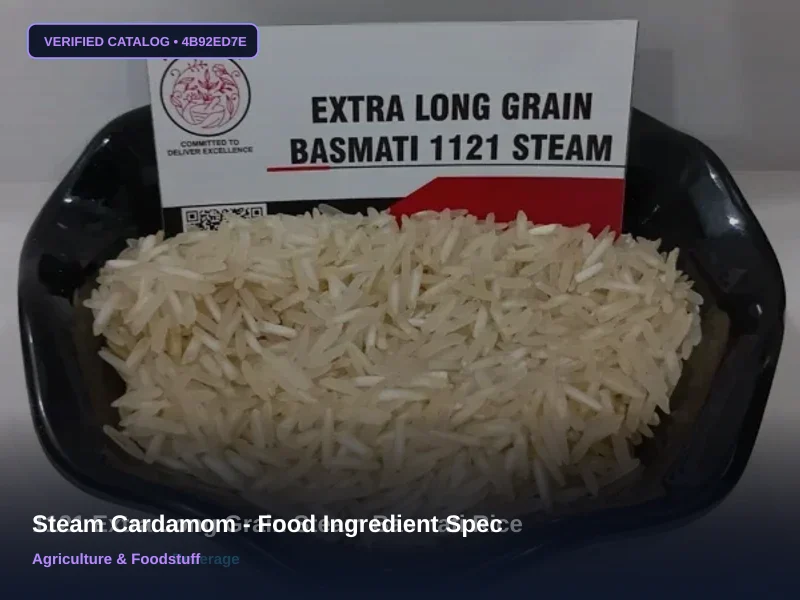 VERIFIED CATALOG • 4B92ED7E
COMMITTED TO
DELIVER EXCELLENCE
EXTRA LONG GRAIN
BASMATI 1121 STEAM
Steam Cardamom - Food Ingredient Spec
Agriculture & Foodstuff